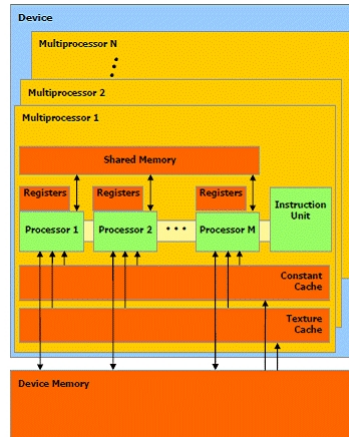 Device
Multiprocessor N
Multiprocessor 2
Multiprocessor 1
Shared Memory
Registers
Registers
Registers
Instruction
Unit
Processor 1
Processor 2
• • •
Processor M
Constant
Cache
Texture
Cache
Device Memory